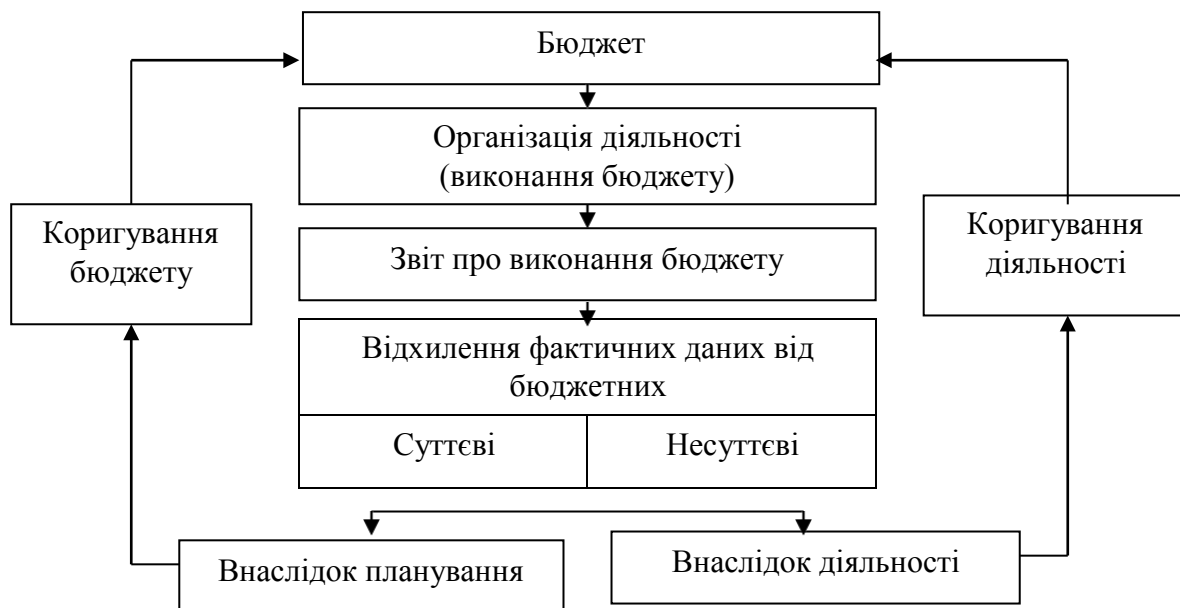 Бюджет
Організація діяльності
(виконання бюджету)
Коригування
бюджету
Звіт про виконання бюджету
Коригування
діяльності
Відхилення фактичних даних від
бюджетних
Суттєві
Несуттєві
Внаслідок планування
Внаслідок діяльності